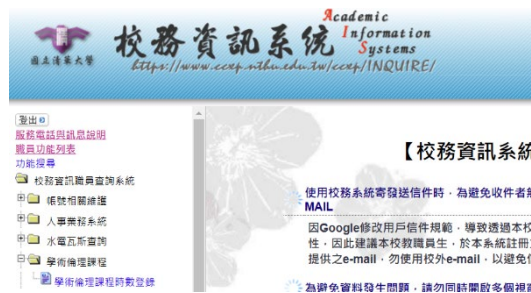 Academic
Information
Systems
國立清華大學
校務資訊系統
https://www.ccxp.nthu.edu.tw/ccxp/INQUIRE/
登出
服務電話與訊息說明
職員功能列表
功能搜尋
校務資訊職員查詢系統
帳號相關維護
人事業務系統
水電瓦斯查詢
學術倫理課程
學術倫理課程時數登錄
【校務資訊系統
使用校務系統寄發信件時，為避免收件者
MAIL
因Google修改用戶信件規範，導致透過本校
性，因此建議本校教職員生，於本系統註冊
提供之e-mail，勿使用校外e-mail，以避免
為避免資料發生問題，請勿同時開啟多個視